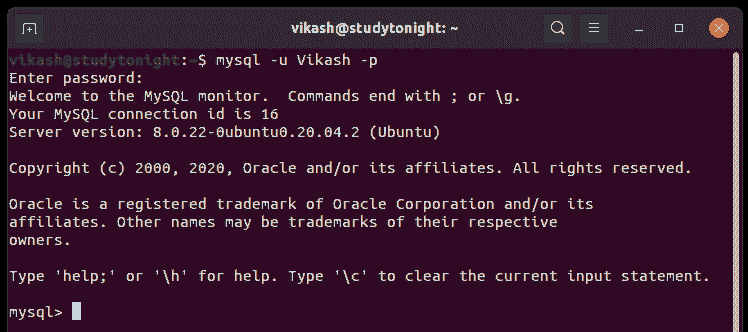 vikash@studytonight: ~
vikash@studytonight:~$ mysql -u Vikash -p
Enter password:
Welcome to the MySQL monitor.  Commands end with ; or \g.
Your MySQL connection id is 16
Server version: 8.0.22-0ubuntu0.20.04.2 (Ubuntu)
Copyright (c) 2000, 2020, Oracle and/or its affiliates. All rights reserved.
Oracle is a registered trademark of Oracle Corporation and/or its
affiliates. Other names may be trademarks of their respective
owners.
Type 'help;' or '\h' for help. Type '\c' to clear the current input statement.
mysql>